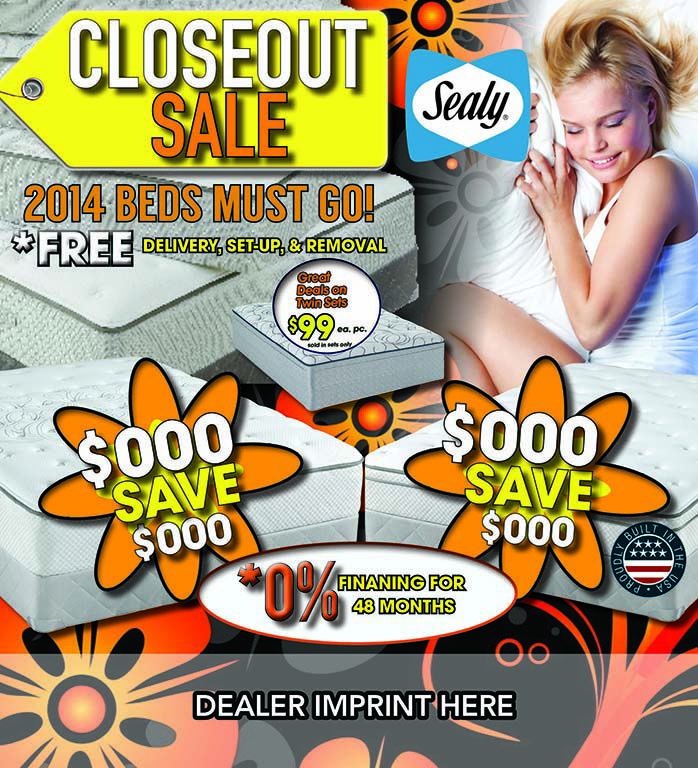 CLOSEOUT
SALE
Sealy®
2014 BEDS MUST GO!
*FREE DELIVERY, SET-UP, & REMOVAL
Great
Deals on
Twin Sets
$99 ea. pc.
sold in sets only
$000
SAVE
$000
$000
SAVE
$000
PROUDLY BUILT IN THE USA
*0% FINANING FOR
48 MONTHS
DEALER IMPRINT HERE